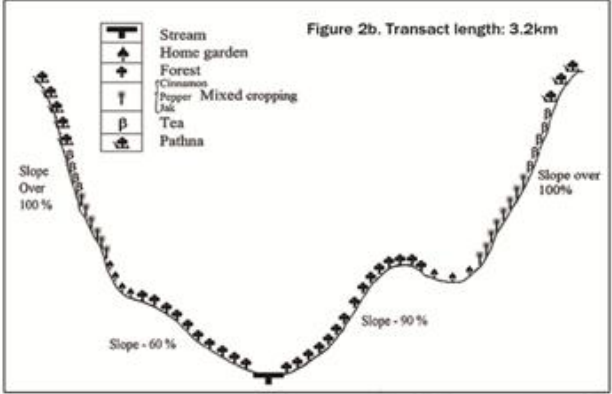 Figure 2b. Transact length: 3.2km
Stream
Home garden
Forest
Cinnamon
Pepper Mixed cropping
Jak
β Tea
Pathna
Slope
Over
100 %
Slope over
100%
Slope - 60 %
Slope - 90 %